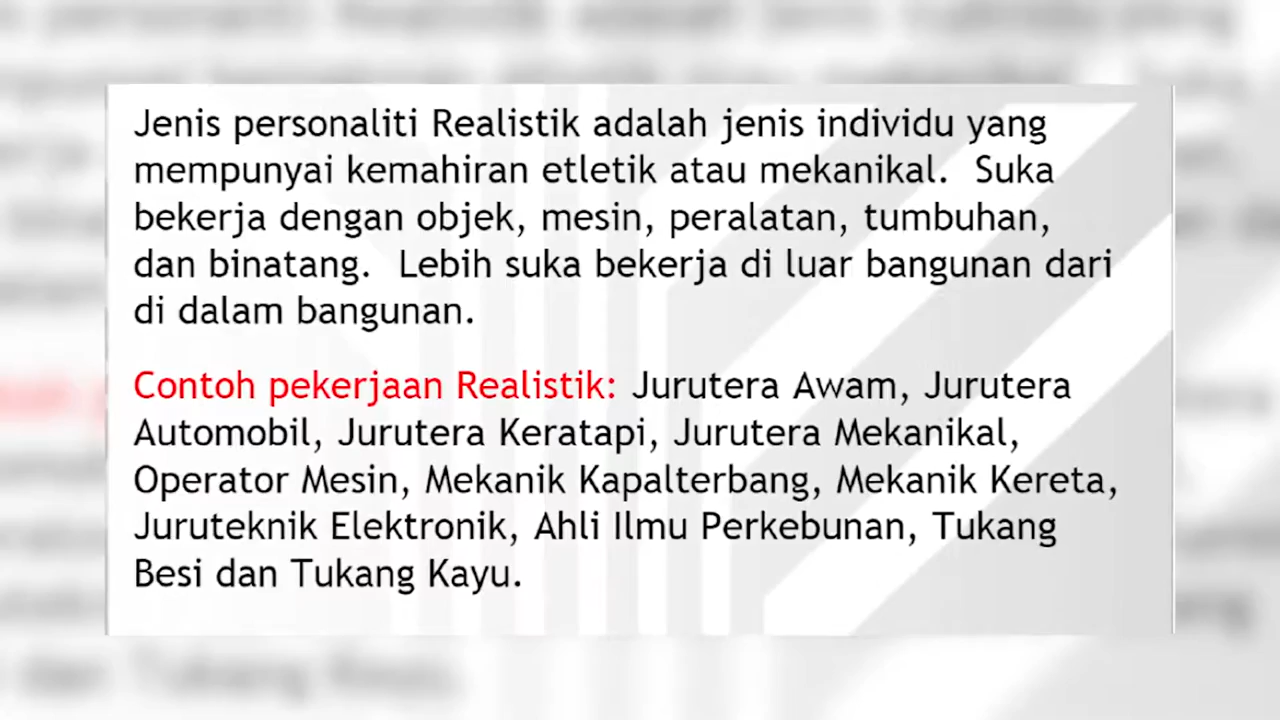 Jenis personaliti Realistik adalah jenis individu yang
mempunyai kemahiran etletik atau mekanikal. Suka
bekerja dengan objek, mesin, peralatan, tumbuhan,
dan binatang. Lebih suka bekerja di luar bangunan dari
di dalam bangunan.
Contoh pekerjaan Realistik: Jurutera Awam, Jurutera
Automobil, Jurutera Keratapi, Jurutera Mekanikal,
Operator Mesin, Mekanik Kapalterbang, Mekanik Kereta,
Juruteknik Elektronik, Ahli Ilmu Perkebunan, Tukang
Besi dan Tukang Kayu.